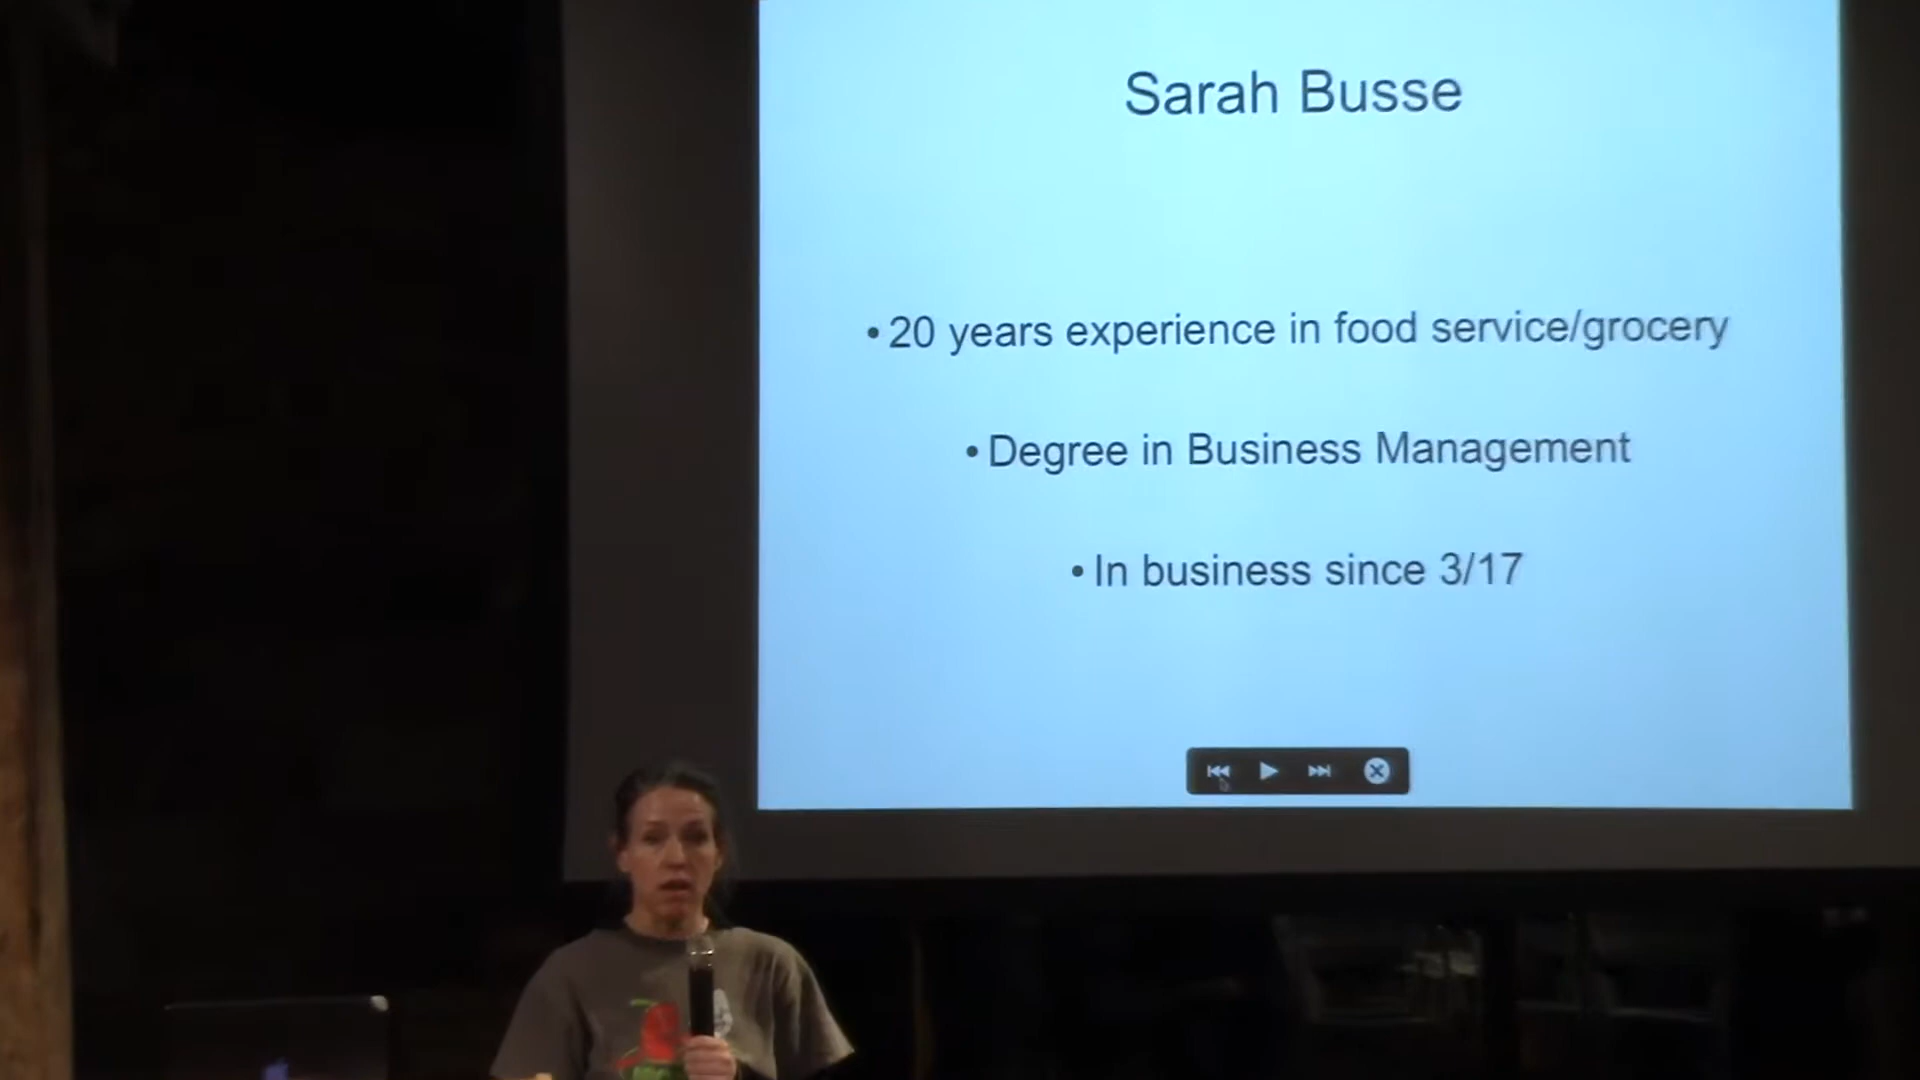 Sarah Busse
• 20 years experience in food service/grocery
• Degree in Business Management
• In business since 3/17